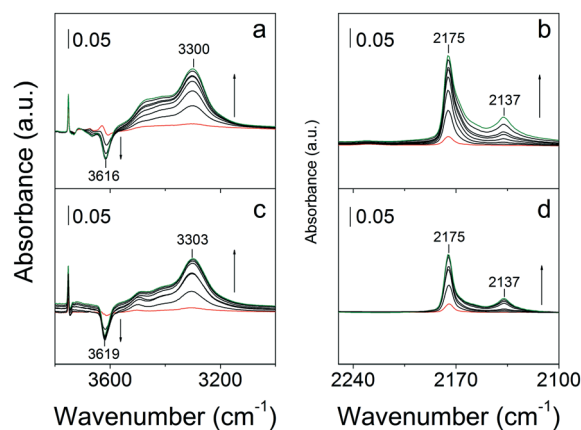 0.05
a
3300
3616
0.05
b
2175
2137
0.05
c
3303
3619
0.05
d
2175
2137
Absorbance (a.u.)
Absorbance (a.u.)
3600 3200
2240 2170 2100
Wavenumber (cm-1)
Wavenumber (cm-1)